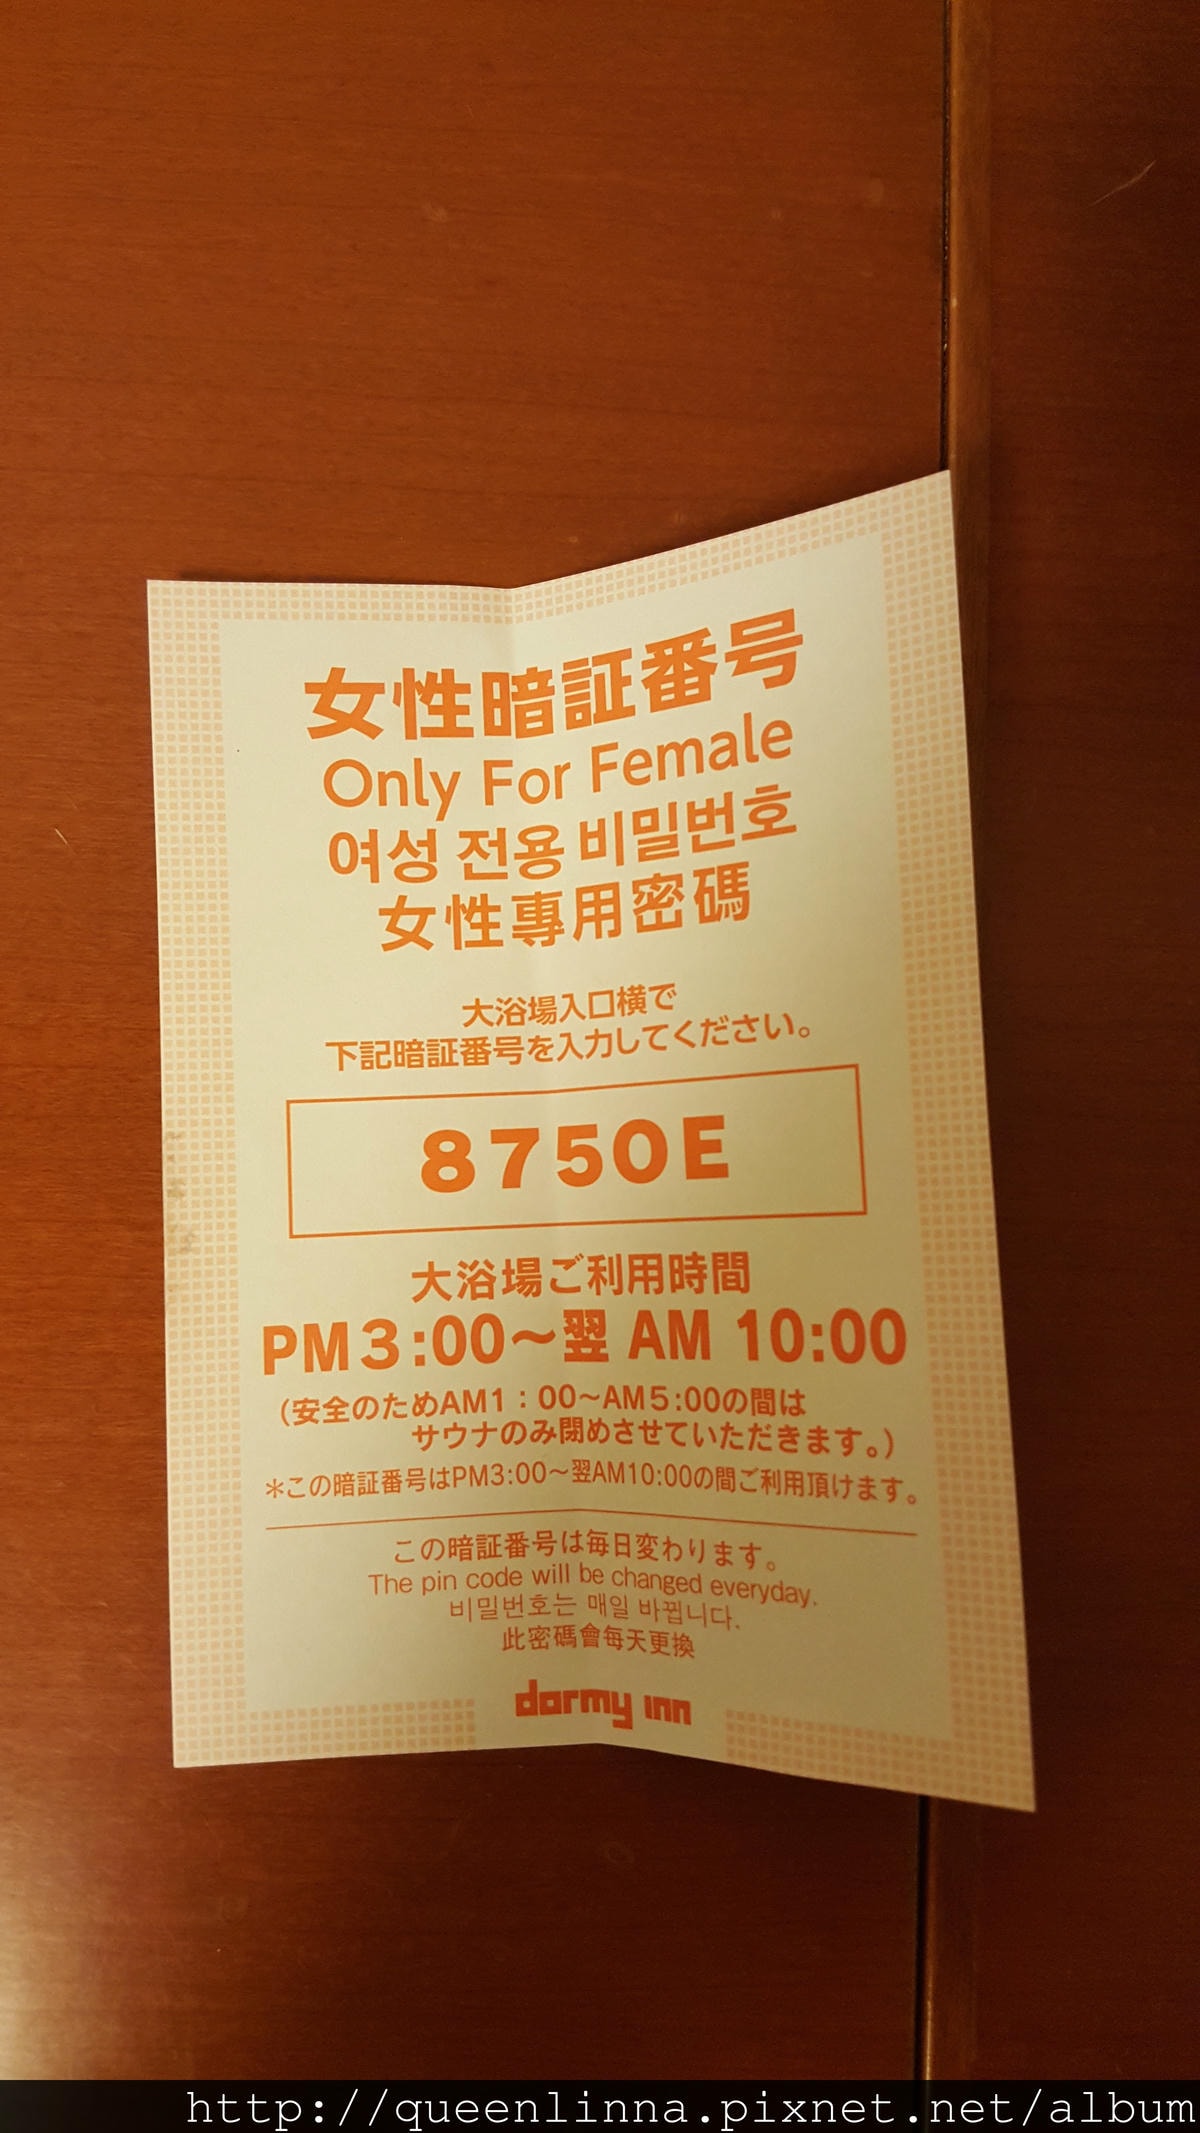 女性暗証番号
Only For Female
여성 전용 비밀번호
女性專用密碼
大浴場入口横で
下記暗証番号を入力してください。
8750E
大浴場ご利用時間
PM3:00～翌 AM 10:00
（安全のためAM1：00～AM5:00の間は
サウナのみ閉めさせていただきます。）
＊この暗証番号はPM3:00～翌AM10:00の間ご利用頂けます。
この暗証番号は毎日変わります。
The pin code will be changed everyday.
비밀번호는 매일 바뀝니다.
此密碼會每天更換
dormy inn
http://queenlinna.pixnet.net/album